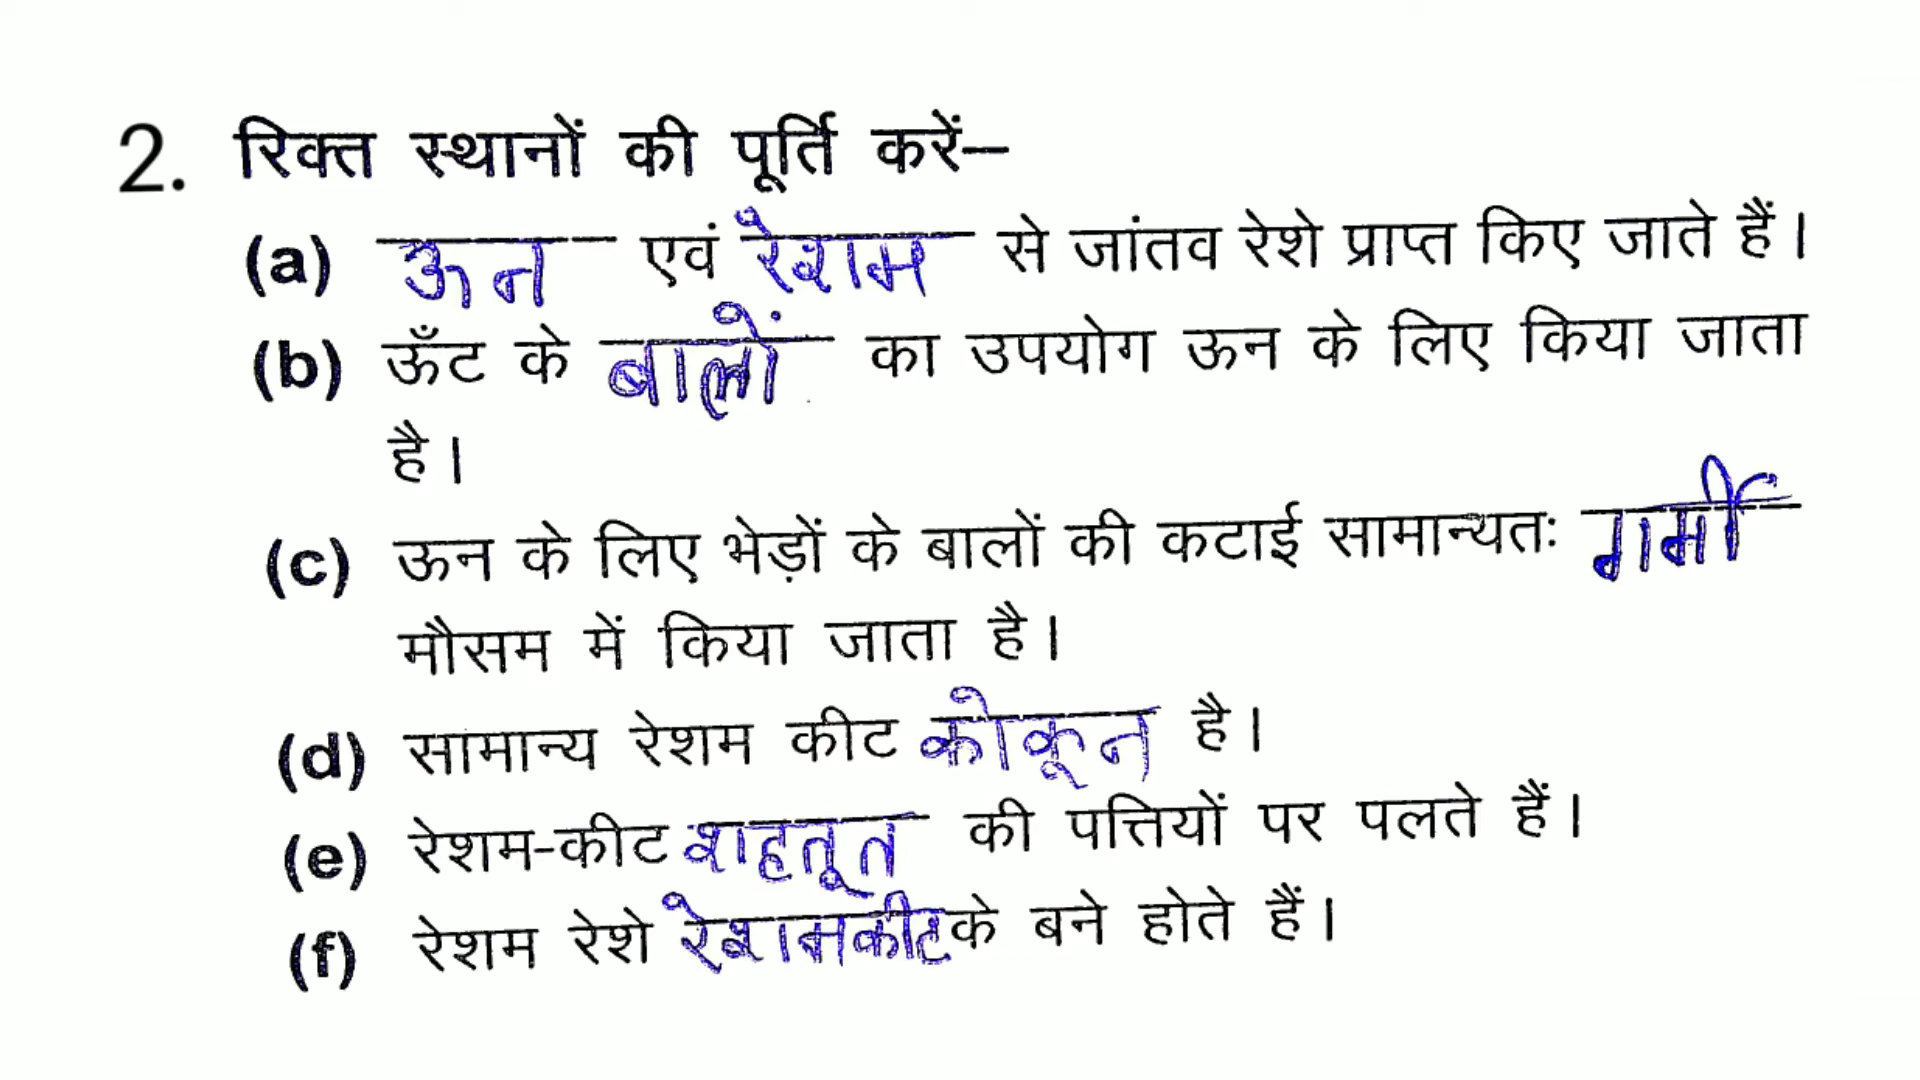 2. रिक्त स्थानों की पूर्ति करें–
(a) ऊन एवं रेशम से जांतव रेशे प्राप्त किए जाते हैं।
(b) ऊँट के बालों का उपयोग ऊन के लिए किया जाता
है।
(c) ऊन के लिए भेड़ों के बालों की कटाई सामान्यतः गर्मी
मौसम में किया जाता है।
(d) सामान्य रेशम कीट कोकून है।
(e) रेशम-कीट शहतूत की पत्तियों पर पलते हैं।
(f) रेशम रेशे रेशमकीट के बने होते हैं।